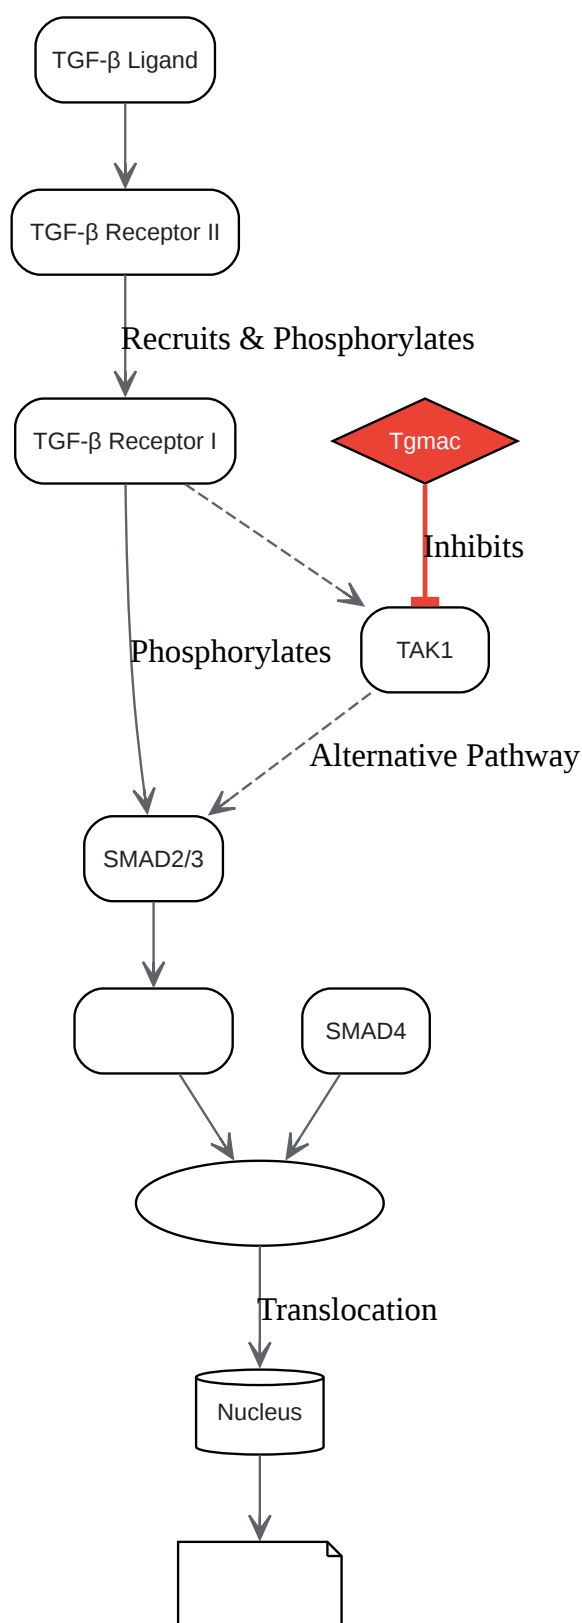 TGF-β Ligand
TGF-β Receptor II
Recruits & Phosphorylates
TGF-β Receptor I
Tgmac
Inhibits
Phosphorylates
TAK1
Alternative Pathway
SMAD2/3
SMAD4
Translocation
Nucleus